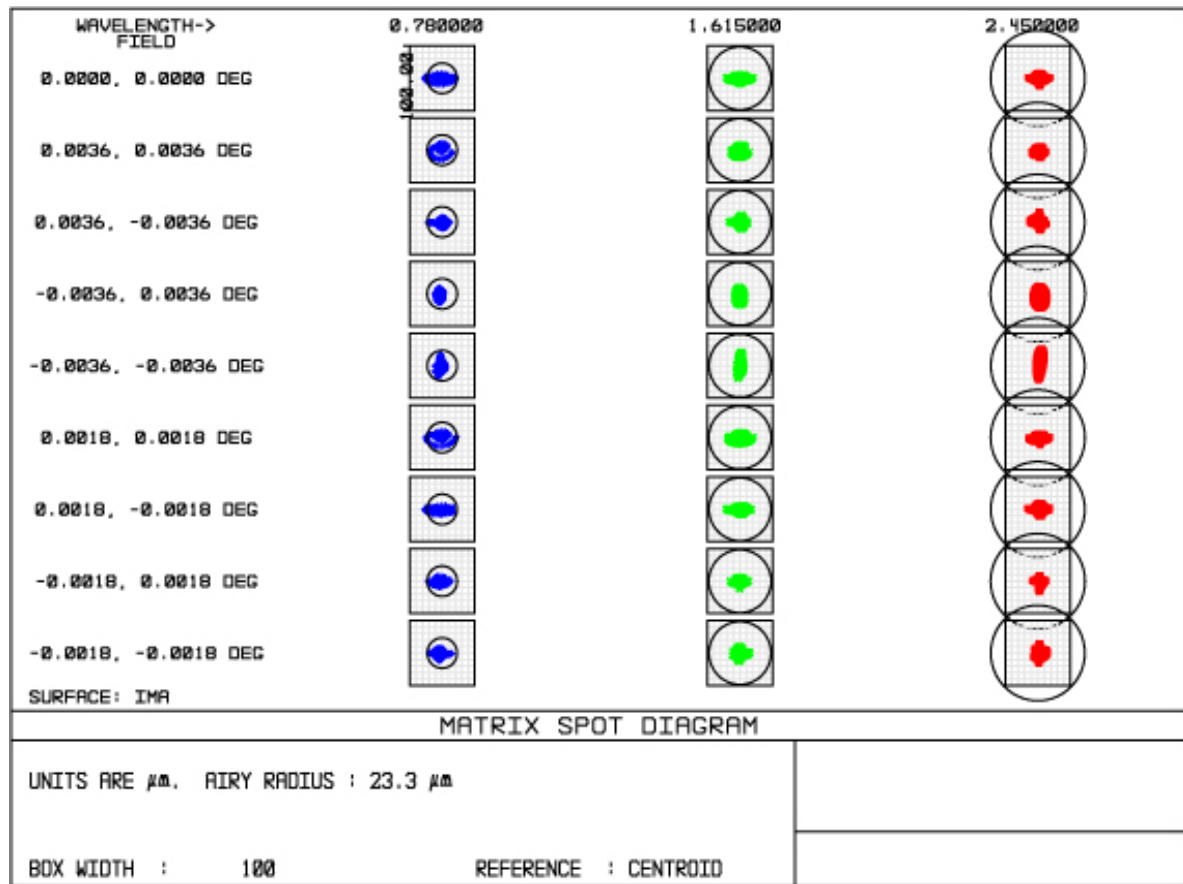 WAVELENGTH-> 0.780000 1.615000 2.450000
FIELD
0.0000, 0.0000 DEG
100.00
0.0036, 0.0036 DEG
0.0036, -0.0036 DEG
-0.0036, 0.0036 DEG
-0.0036, -0.0036 DEG
0.0018, 0.0018 DEG
0.0018, -0.0018 DEG
-0.0018, 0.0018 DEG
-0.0018, -0.0018 DEG
SURFACE: IMA
MATRIX SPOT DIAGRAM
UNITS ARE µm. AIRY RADIUS : 23.3 µm
BOX WIDTH : 100 REFERENCE : CENTROID